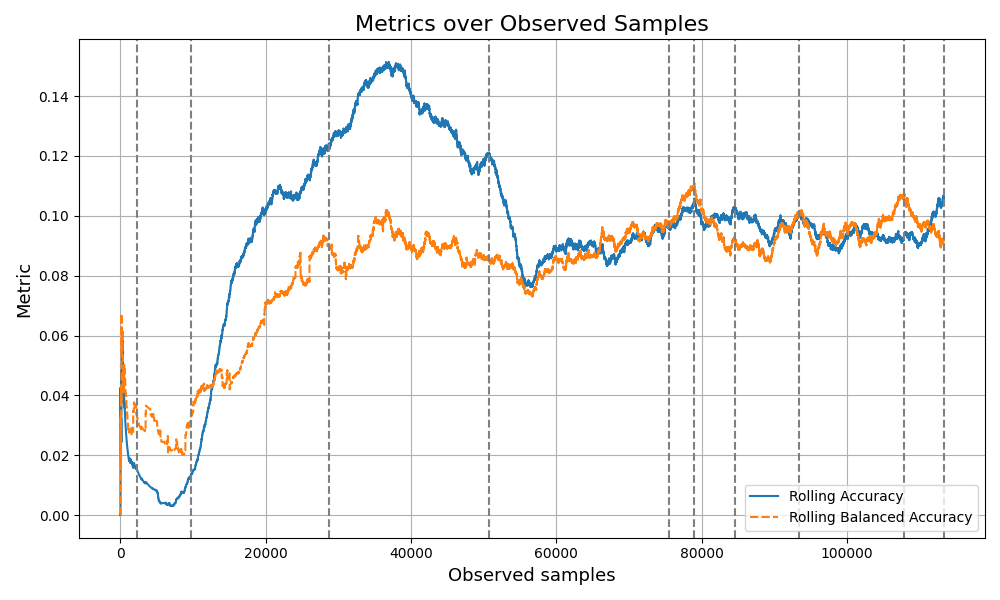 Metrics over Observed Samples
Metric
0.14
0.12
0.10
0.08
0.06
0.04
0.02
0.00
0
20000
40000
60000
80000
100000
Observed samples
Rolling Accuracy
Rolling Balanced Accuracy